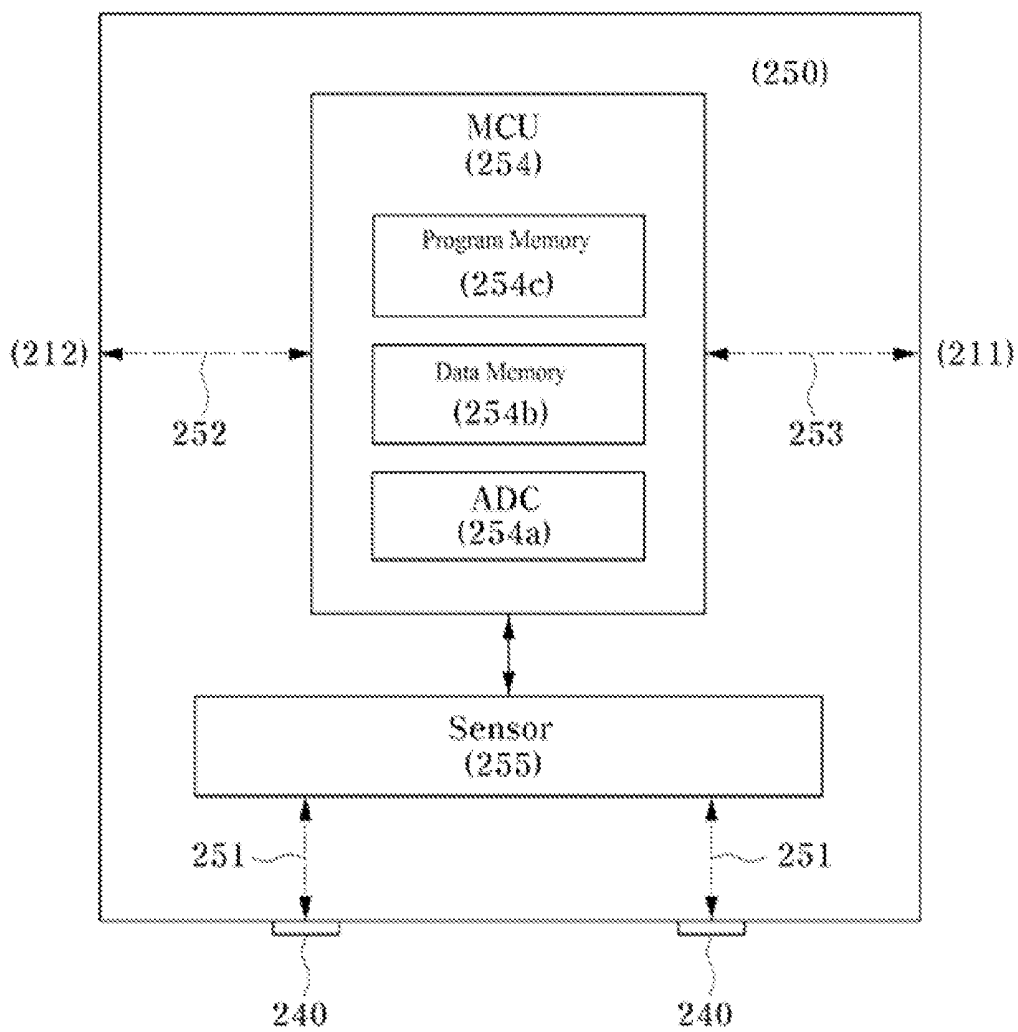 (250)
MCU
(254)
Program Memory
(254c)
(212)
(211)
Data Memory
(254b)
252
253
ADC
(254a)
Sensor
(255)
251
251
240
240